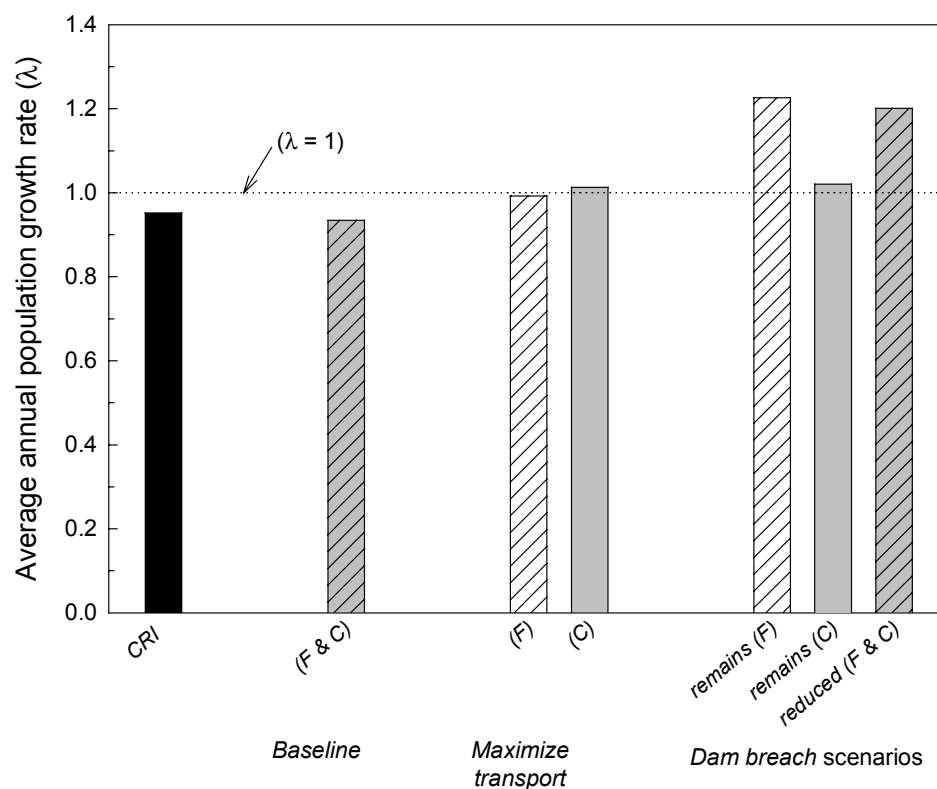 Average annual population growth rate (λ)
1.4
1.2
1.0
0.8
0.6
0.4
0.2
0.0
(λ = 1)
CRI
(F & C)
(F)
(C)
remains (F)
remains (C)
reduced (F & C)
Baseline
Maximize
transport
Dam breach scenarios